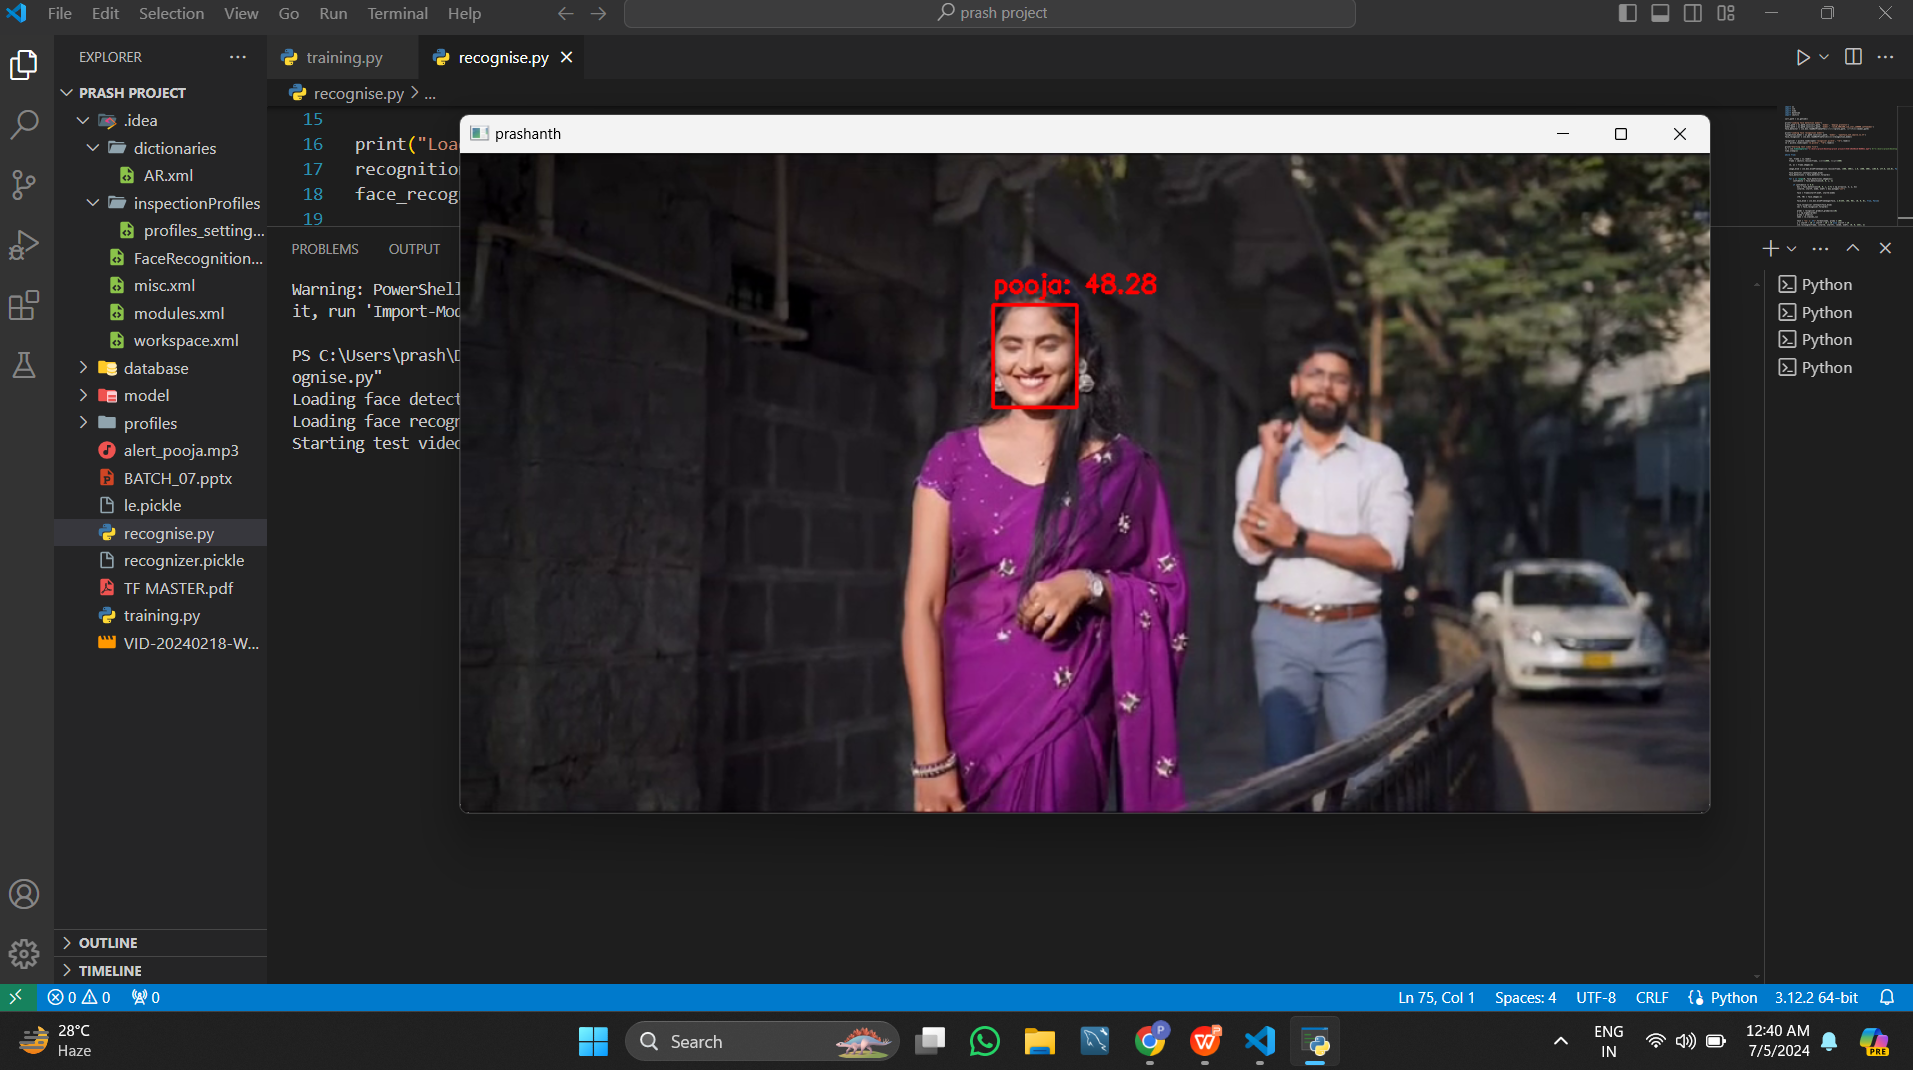 File Edit Selection View Go Run Terminal Help
prash project
EXPLORER
PRASH PROJECT
.idea
dictionaries
AR.xml
inspectionProfiles
profiles_setting...
FaceRecognition...
misc.xml
modules.xml
workspace.xml
database
model
profiles
alert_pooja.mp3
BATCH_07.pptx
le.pickle
recognise.py
recognizer.pickle
TF MASTER.pdf
training.py
VID-20240218-W...
OUTLINE
TIMELINE
training.py recognise.py
recognise.py > ...
15
16 print("Loa
17 recognitio
18 face_recog
19
PROBLEMS OUTPUT
Warning: PowerShell
it, run 'Import-Mod
PS C:\Users\prash\D
ognise.py"
Loading face detect
Loading face recogn
Starting test video
prashanth
pooja: 48.28
Python
Python
Python
Python
0 0 0
Ln 75, Col 1 Spaces: 4 UTF-8 CRLF Python 3.12.2 64-bit
28°C
Haze
Search
P
PRE
ENG
IN
12:40 AM
7/5/2024